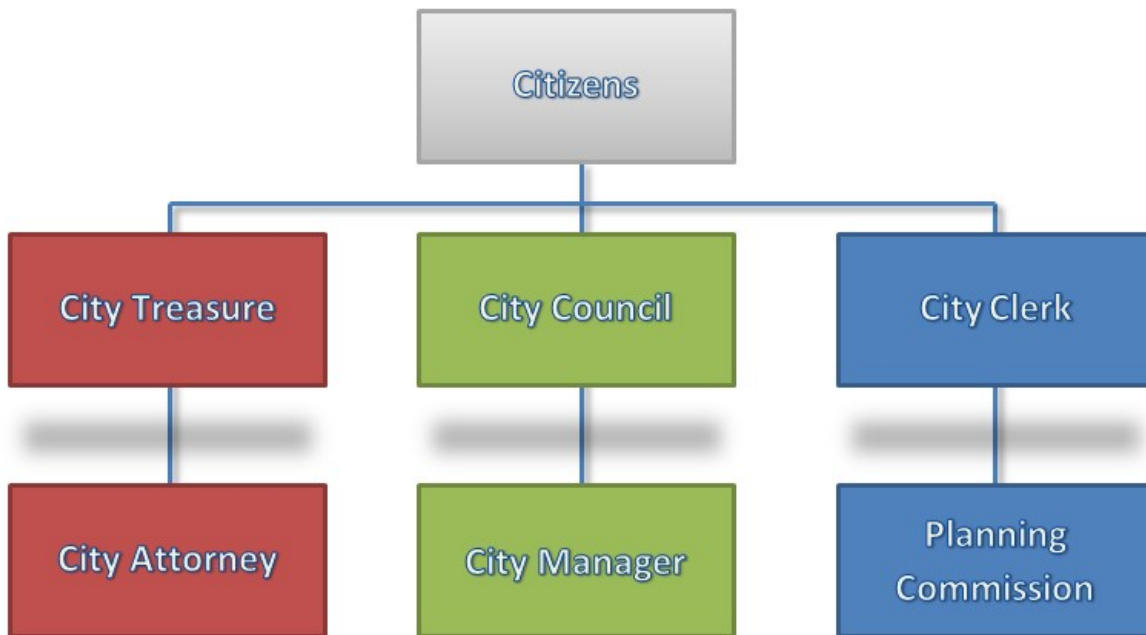 Citizens
City Treasure
City Council
City Clerk
City Attorney
City Manager
Planning
Commission